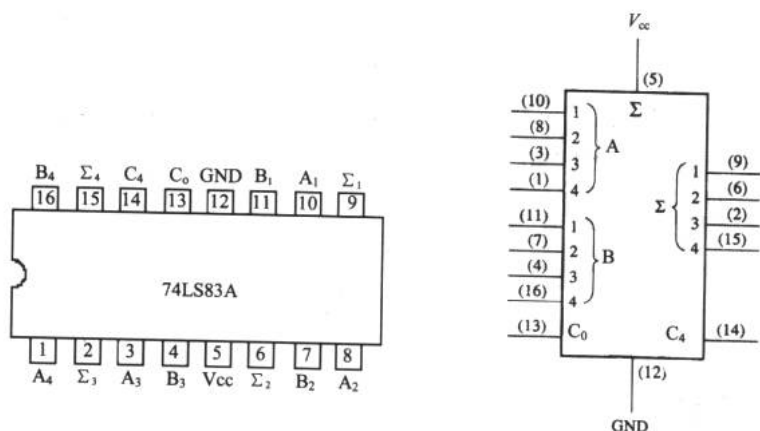 B₄ Σ₄ C₄ C₀ GND B₁ A₁ Σ₁
16 15 14 13 12 11 10 9
74LS83A
1 2 3 4 5 6 7 8
A₄ Σ₃ A₃ B₃ Vcc Σ₂ B₂ A₂
Vcc
(5)
Σ
(10) 1
(8) 2
(3) 3
(1) 4
A
(11) 1
(7) 2
(4) 3
(16) 4
B
(13) C₀
Σ
1 (9)
2 (6)
3 (2)
4 (15)
C₄ (14)
(12)
GND